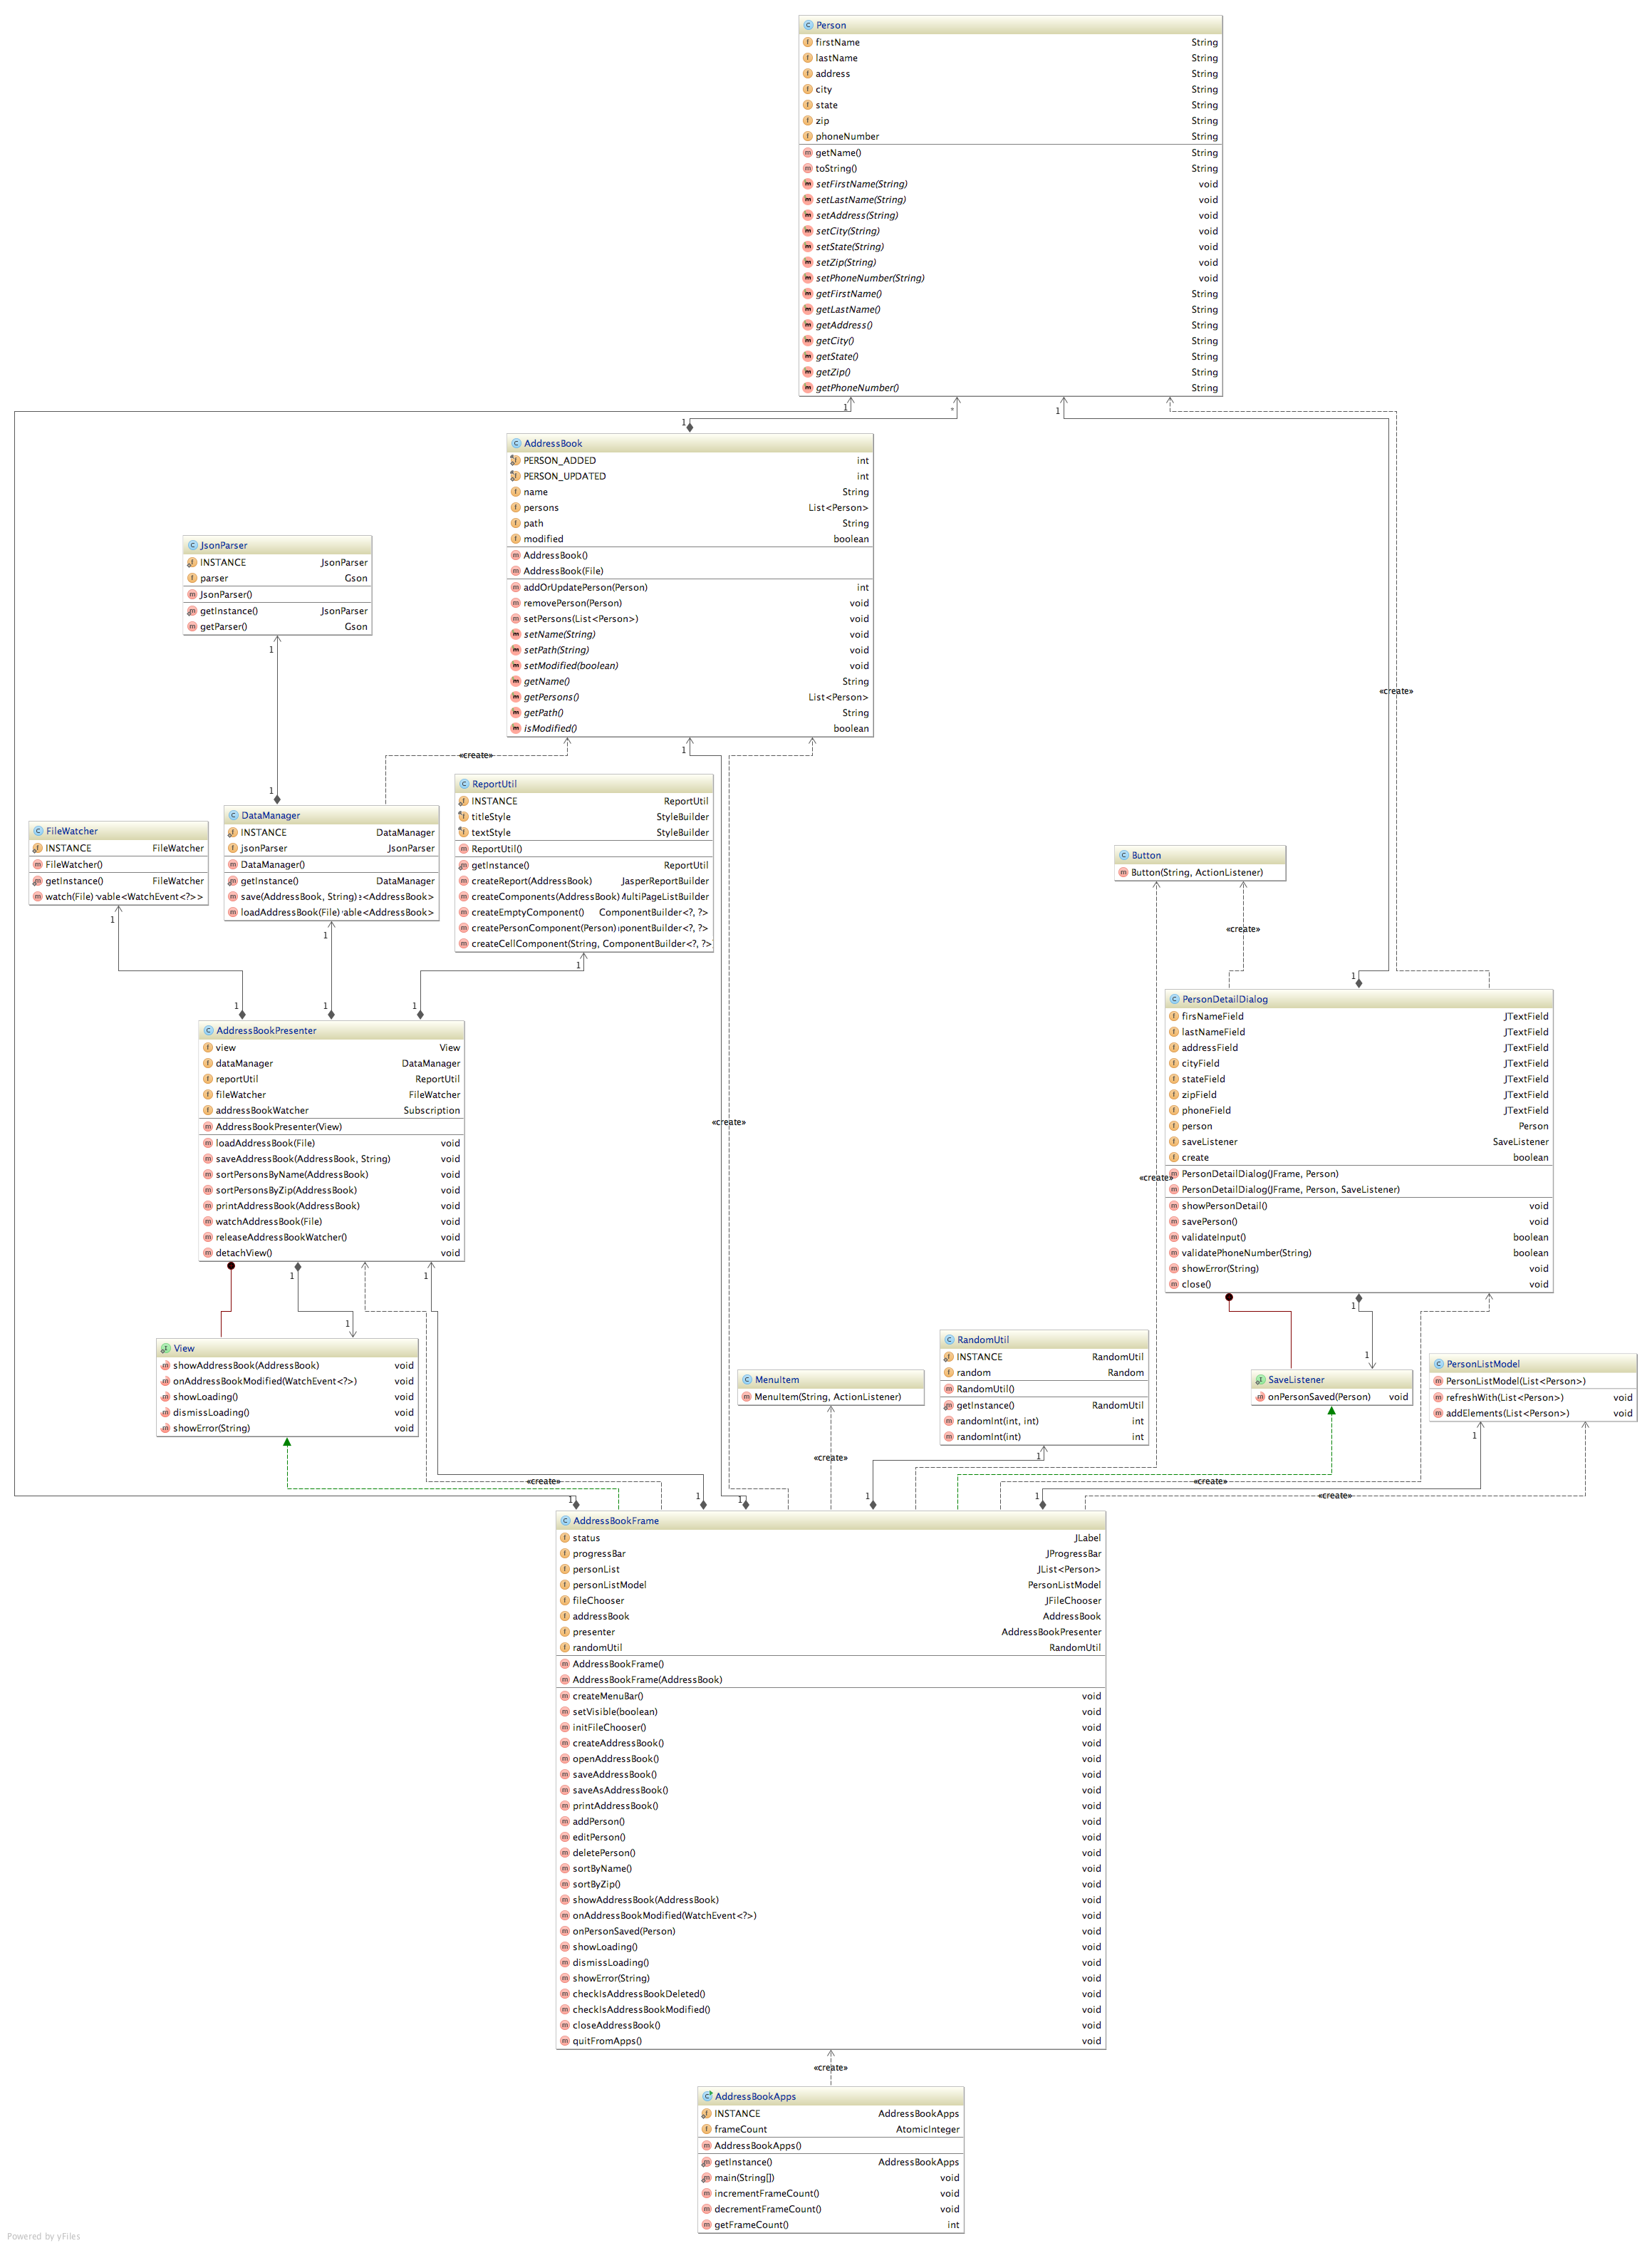 Person
firstName String
lastName String
address String
city String
state String
zip String
phoneNumber String
getName() String
toString() String
setFirstName(String) void
setLastName(String) void
setAddress(String) void
setCity(String) void
setState(String) void
setZip(String) void
setPhoneNumber(String) void
getFirstName() String
getLastName() String
getAddress() String
getCity() String
getState() String
getZip() String
getPhoneNumber() String
1 * 1
1
AddressBook
PERSON_ADDED int
PERSON_UPDATED int
name String
persons List<Person>
path String
modified boolean
AddressBook()
AddressBook(File)
addOrUpdatePerson(Person) int
removePerson(Person) void
setPersons(List<Person>) void
setName(String) void
setPath(String) void
setModified(boolean) void
getName() String
getPersons() List<Person>
getPath() String
isModified() boolean
JsonParser
INSTANCE JsonParser
parser Gson
JsonParser()
getInstance() JsonParser
getParser() Gson
1
«create»
1
«create»
1
ReportUtil
INSTANCE ReportUtil
titleStyle StyleBuilder
textStyle StyleBuilder
ReportUtil()
getInstance() ReportUtil
createReport(AddressBook) JasperReportBuilder
createComponents(AddressBook) MultiPageListBuilder
createEmptyComponent() ComponentBuilder<?, ?>
createPersonComponent(Person) ıponentBuilder<?, ?>
createCellComponent(String, ComponentBuilder<?, ?>
DataManager
INSTANCE DataManager
jsonParser JsonParser
DataManager()
getInstance() DataManager
save(AddressBook, String) e<AddressBook>
loadAddressBook(File) vable<AddressBook>
FileWatcher
INSTANCE FileWatcher
FileWatcher()
getInstance() FileWatcher
watch(File) vable<WatchEvent<?>>
Button
Button(String, ActionListener)
1
1
1
«create»
1
1
1
1
AddressBookPresenter
view View
dataManager DataManager
reportUtil ReportUtil
fileWatcher FileWatcher
addressBookWatcher Subscription
AddressBookPresenter(View)
loadAddressBook(File) void
saveAddressBook(AddressBook, String) void
sortPersonsByName(AddressBook) void
sortPersonsByZip(AddressBook) void
printAddressBook(AddressBook) void
watchAddressBook(File) void
releaseAddressBookWatcher() void
detachView() void
«create»
«create»
PersonDetailDialog
firsNameField JTextField
lastNameField JTextField
addressField JTextField
cityField JTextField
stateField JTextField
zipField JTextField
phoneField JTextField
person Person
saveListener SaveListener
create boolean
PersonDetailDialog(JFrame, Person)
PersonDetailDialog(JFrame, Person, SaveListener)
showPersonDetail() void
savePerson() void
validateInput() boolean
validatePhoneNumber(String) boolean
showError(String) void
close() void
1
1
1
1
1
View
showAddressBook(AddressBook) void
onAddressBookModified(WatchEvent<?>) void
showLoading() void
dismissLoading() void
showError(String) void
MenuItem
MenuItem(String, ActionListener)
RandomUtil
INSTANCE RandomUtil
random Random
RandomUtil()
getInstance() RandomUtil
randomInt(int, int) int
randomInt(int) int
SaveListener
onPersonSaved(Person) void
PersonListModel
PersonListModel(List<Person>)
refreshWith(List<Person>) void
addElements(List<Person>) void
1
1
«create»
«create»
«create»
«create»
1 1 1 1 1
AddressBookFrame
status JLabel
progressBar JProgressBar
personList JList<Person>
personListModel PersonListModel
fileChooser JFileChooser
addressBook AddressBook
presenter AddressBookPresenter
randomUtil RandomUtil
AddressBookFrame()
AddressBookFrame(AddressBook)
createMenuBar() void
setVisible(boolean) void
initFileChooser() void
createAddressBook() void
openAddressBook() void
saveAddressBook() void
saveAsAddressBook() void
printAddressBook() void
addPerson() void
editPerson() void
deletePerson() void
sortByName() void
sortByZip() void
showAddressBook(AddressBook) void
onAddressBookModified(WatchEvent<?>) void
onPersonSaved(Person) void
showLoading() void
dismissLoading() void
showError(String) void
checkIsAddressBookDeleted() void
checkIsAddressBookModified() void
closeAddressBook() void
quitFromApps() void
«create»
AddressBookApps
INSTANCE AddressBookApps
frameCount AtomicInteger
AddressBookApps()
getInstance() AddressBookApps
main(String[]) void
incrementFrameCount() void
decrementFrameCount() void
getFrameCount() int
Powered by yFiles